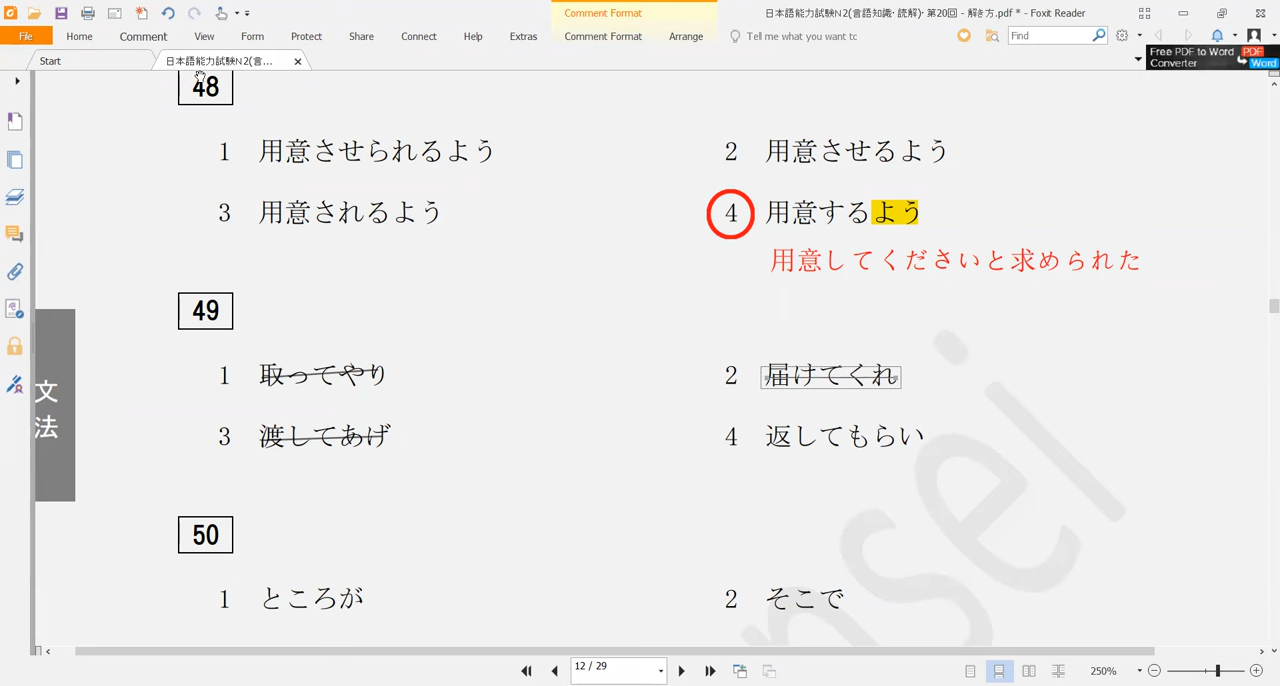 Comment Format
日本語能力試験N2(言語知識· 読解)· 第20回 - 解き方.pdf * - Foxit Reader
File Home Comment View Form Protect Share Connect Help Extras Comment Format Arrange Tell me what you want tc Find
Free PDF to Word Converter PDF Word
Start 日本語能力試験N2(言...
48
1 用意させられるよう 2 用意させるよう
3 用意されるよう 4 用意するよう
用意してくださいと求められた
49
1 取ってやり 2 届けてくれ
3 渡してあげ 4 返してもらい
文法
50
1 ところが 2 そこで
nsei
12 / 29 250%